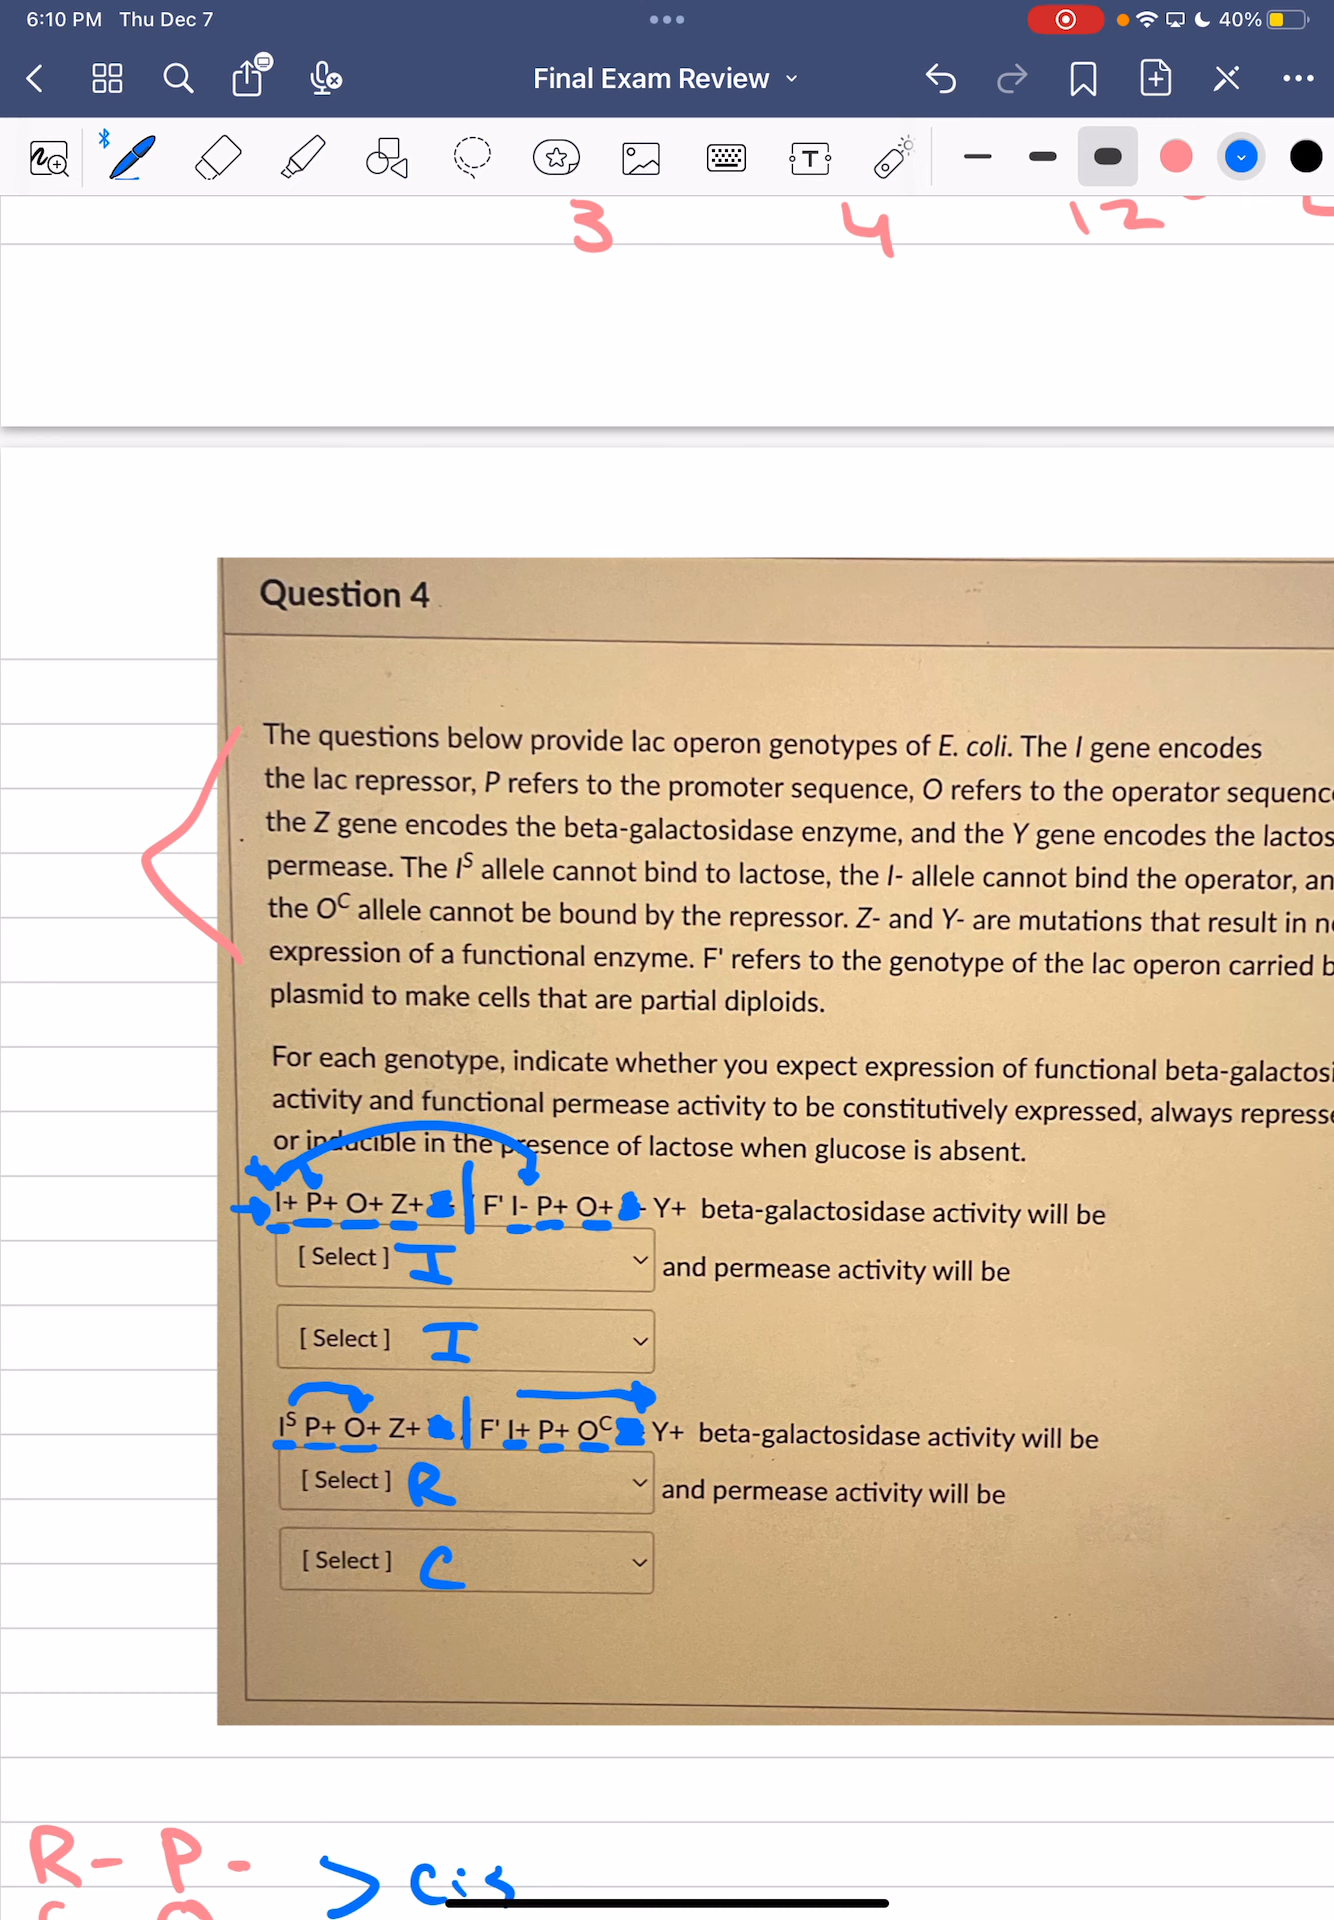 6:10 PM Thu Dec 7
40%
Final Exam Review
T
3 4 12
Question 4
The questions below provide lac operon genotypes of E. coli. The I gene encodes
the lac repressor, P refers to the promoter sequence, O refers to the operator
the Z gene encodes the beta-galactosidase enzyme, and the Y gene encodes the
permease. The Iˢ allele cannot bind to lactose, the I- allele cannot bind the operator,
the Oᶜ allele cannot be bound by the repressor. Z- and Y- are mutations that result in
expression of a functional enzyme. F' refers to the genotype of the lac operon carried
plasmid to make cells that are partial diploids.
For each genotype, indicate whether you expect expression of functional
activity and functional permease activity to be constitutively expressed, always
or inducible in the presence of lactose when glucose is absent.
I+ P+ O+ Z+ F' I- P+ O+ Y+ beta-galactosidase activity will be
[ Select ] I and permease activity will be
[ Select ] I
Iˢ P+ O+ Z+ F' I+ P+ Oᶜ Y+ beta-galactosidase activity will be
[ Select ] R and permease activity will be
[ Select ] C
R- P- > cis